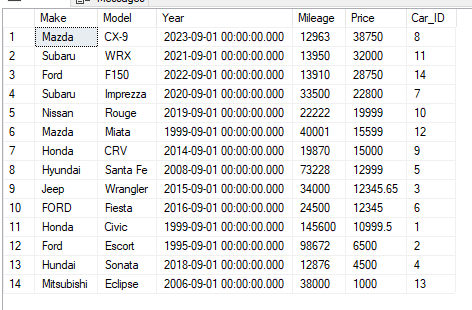 Make Model Year Mileage Price Car_ID
1 Mazda CX-9 2023-09-01 00:00:00.000 12963 38750 8
2 Subaru WRX 2021-09-01 00:00:00.000 13950 32000 11
3 Ford F150 2022-09-01 00:00:00.000 13910 28750 14
4 Subaru Imprezza 2020-09-01 00:00:00.000 33500 22800 7
5 Nissan Rouge 2019-09-01 00:00:00.000 22222 19999 10
6 Mazda Miata 1999-09-01 00:00:00.000 40001 15599 12
7 Honda CRV 2014-09-01 00:00:00.000 19870 15000 9
8 Hyundai Santa Fe 2008-09-01 00:00:00.000 73228 12999 5
9 Jeep Wrangler 2015-09-01 00:00:00.000 34000 12345.65 3
10 FORD Fiesta 2016-09-01 00:00:00.000 24500 12345 6
11 Honda Civic 1999-09-01 00:00:00.000 145600 10999.5 1
12 Ford Escort 1995-09-01 00:00:00.000 98672 6500 2
13 Hundai Sonata 2018-09-01 00:00:00.000 12876 4500 4
14 Mitsubishi Eclipse 2006-09-01 00:00:00.000 38000 1000 13